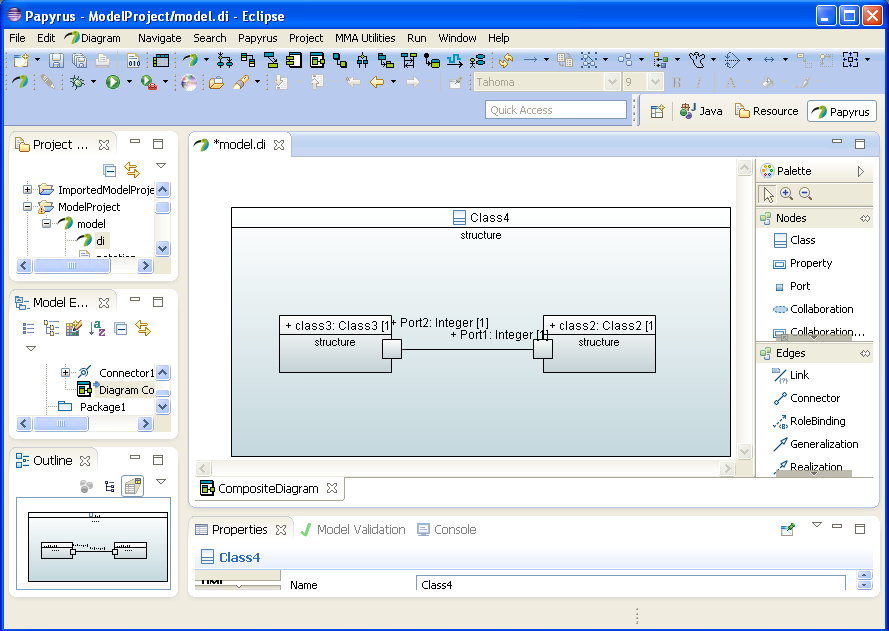 Papyrus - ModelProject/model.di - Eclipse
File Edit Diagram Navigate Search Papyrus Project MMA Utilities Run Window Help
Tahoma 9
Quick Access Java Resource Papyrus
Project ...
ImportedModelProje
ModelProject
model
di
Model E...
Connector1
Diagram Co
Package1
Outline
*model.di
Class4
structure
+ class3: Class3 [1
structure
+ Port2: Integer [1]
+ Port1: Integer [1]
+ class2: Class2 [1
structure
CompositeDiagram
Palette
Nodes
Class
Property
Port
Collaboration
Collaboration...
Edges
Link
Connector
RoleBinding
Generalization
Realization
Properties Model Validation Console
Class4
UML Name Class4